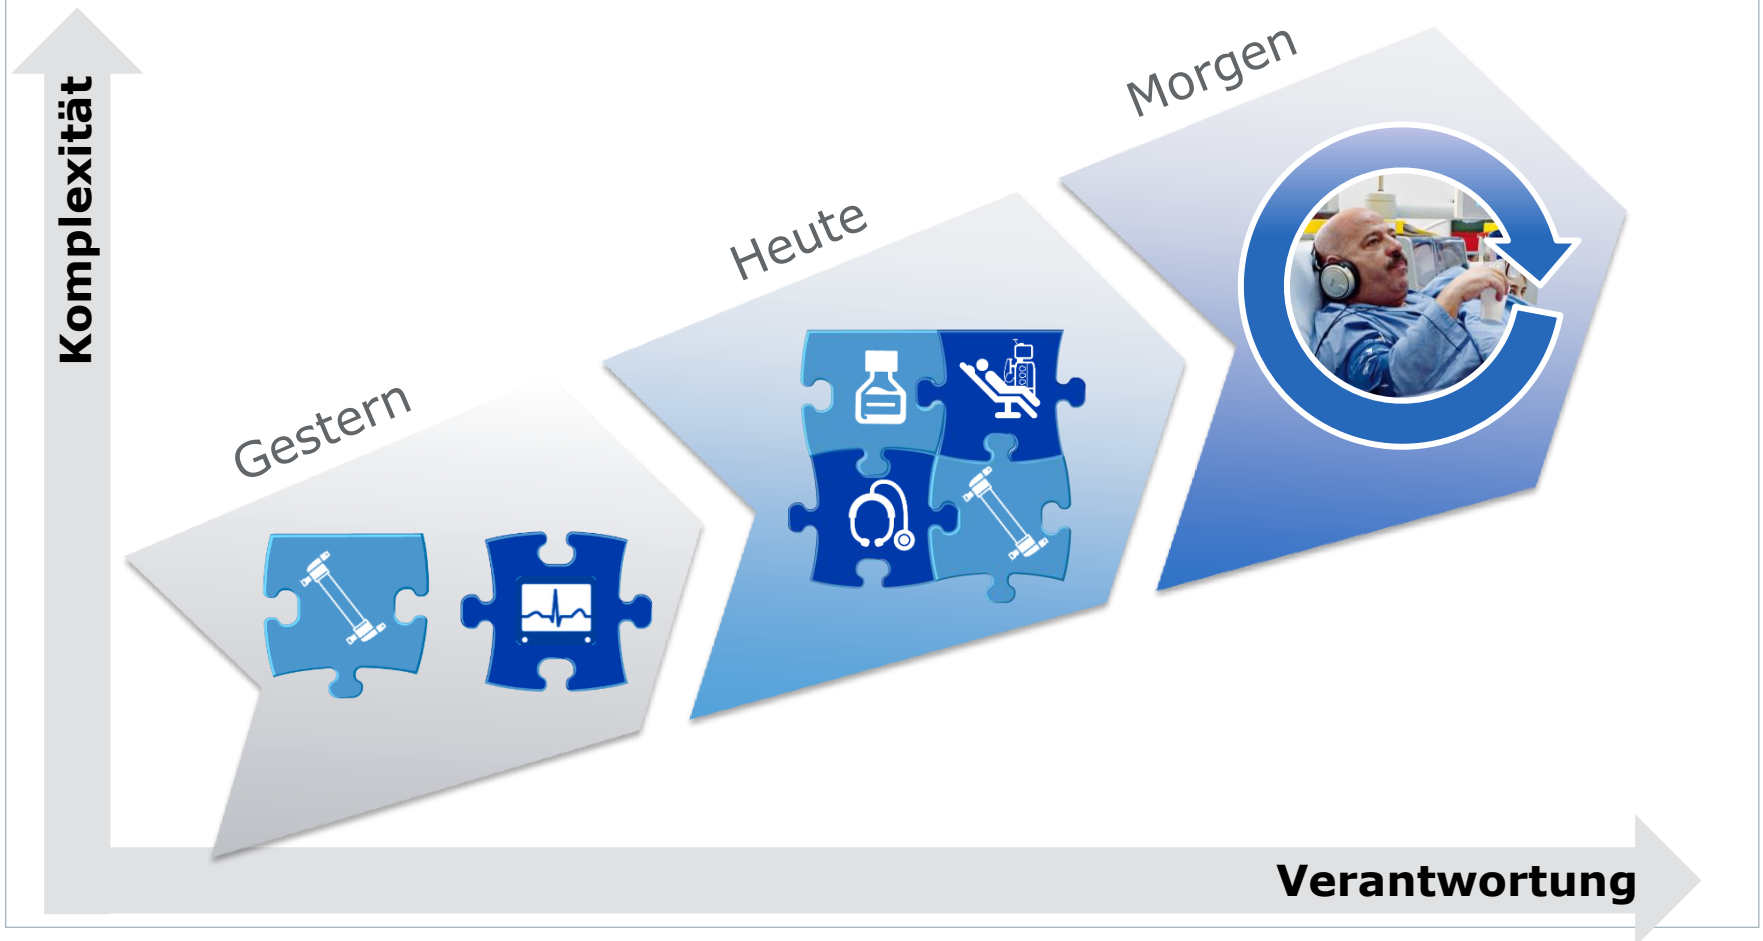 Komplexität
Gestern
Heute
Morgen
Verantwortung